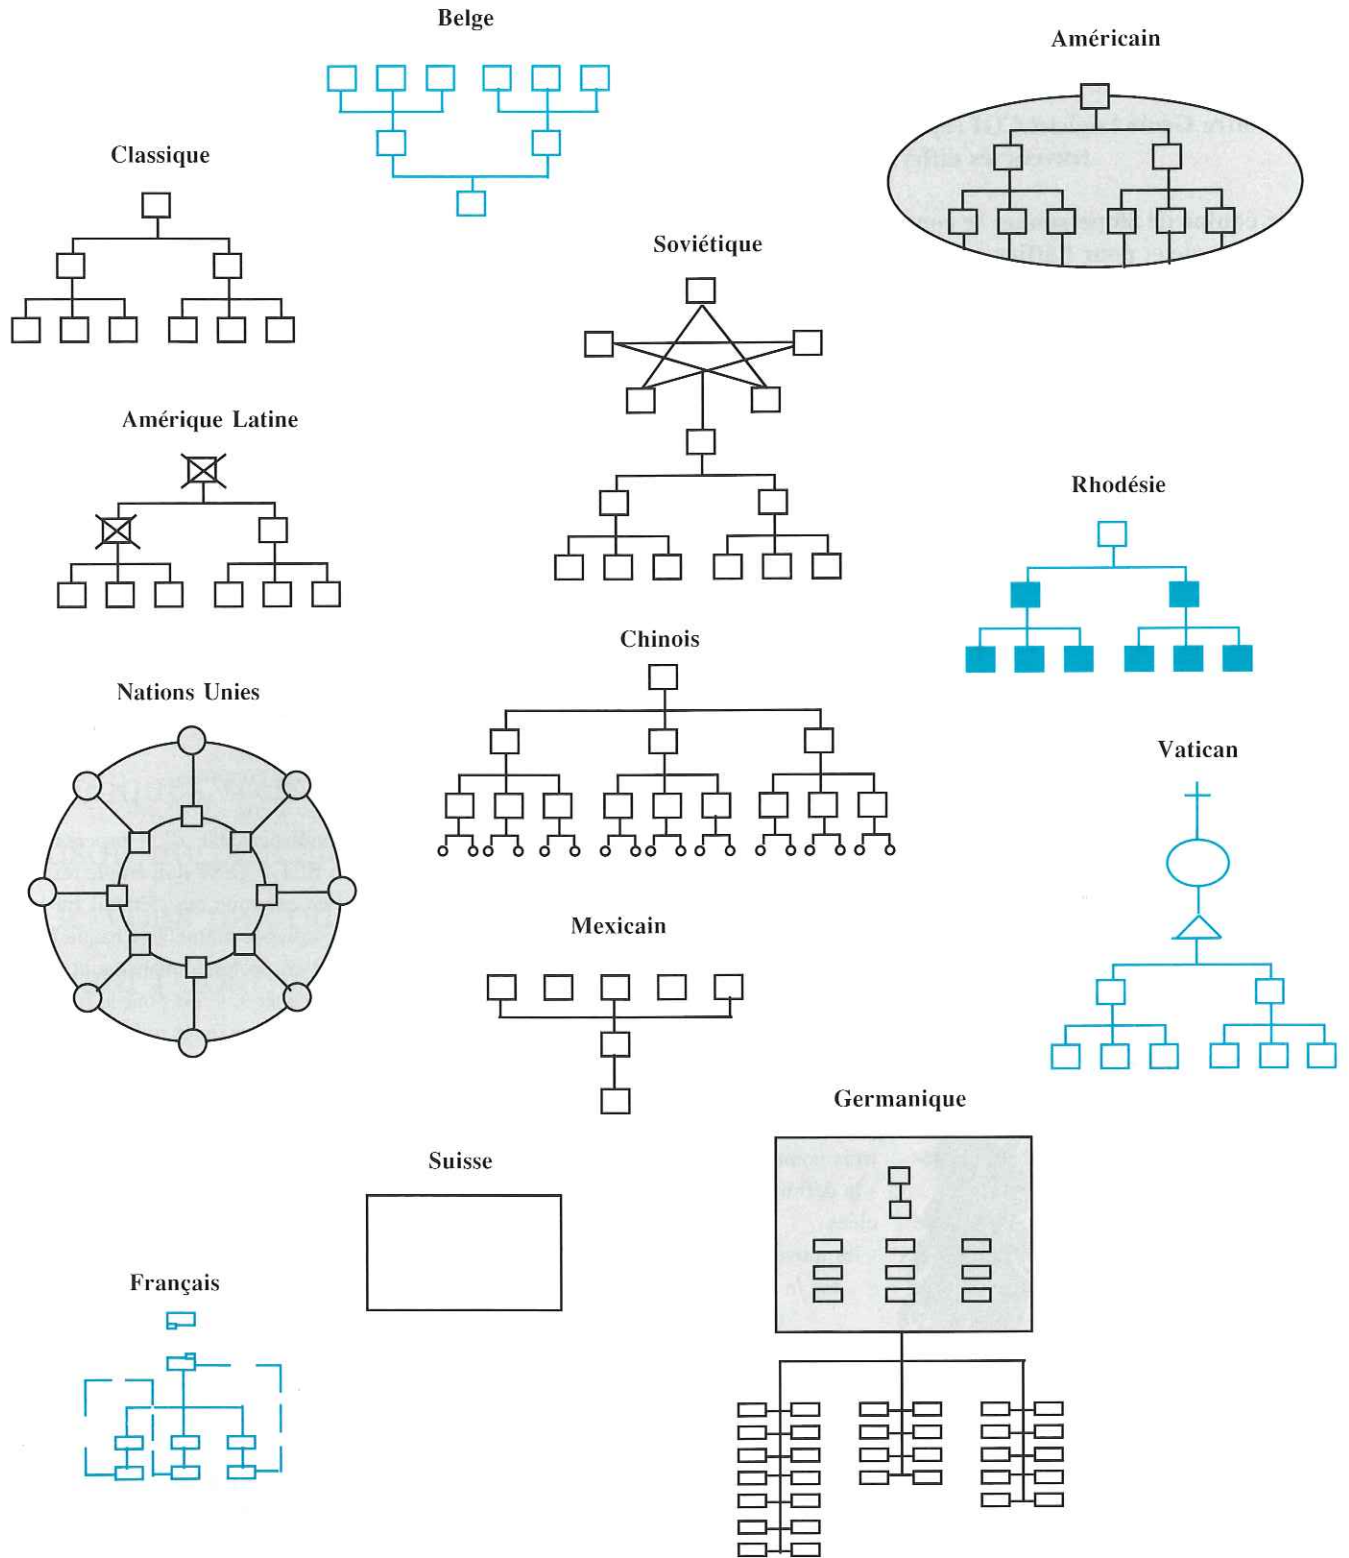 Belge
Américain
Classique
Soviétique
Amérique Latine
Rhodésie
Chinois
Nations Unies
Vatican
Mexicain
Germanique
Suisse
Français